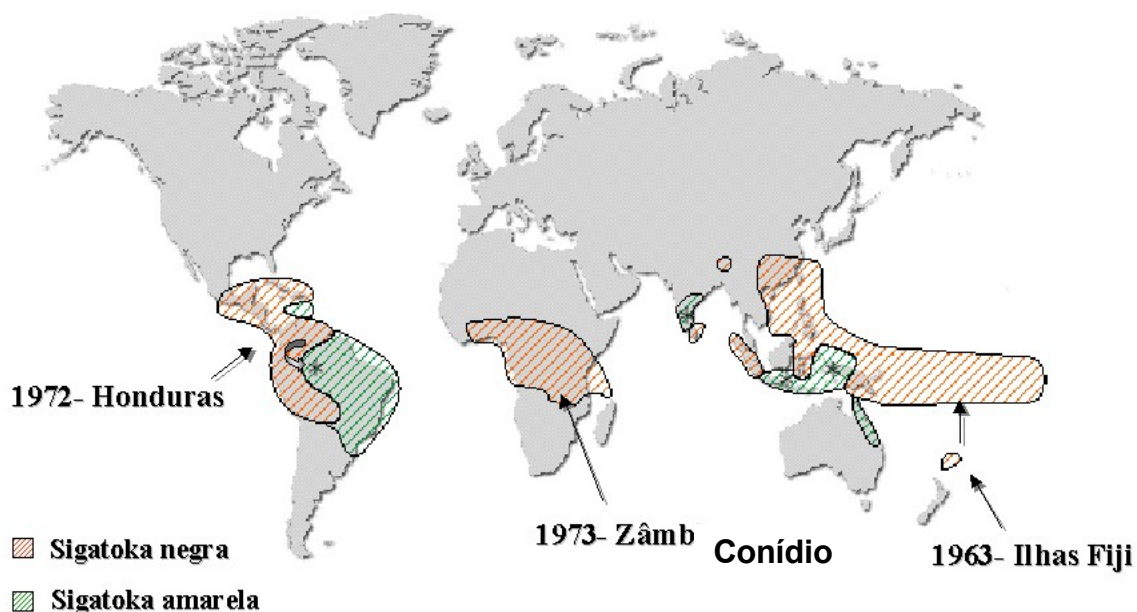 1972- Honduras
1973- Zâmb
Conídio
1963- Ilhas Fiji
Sigatoka negra
Sigatoka amarela